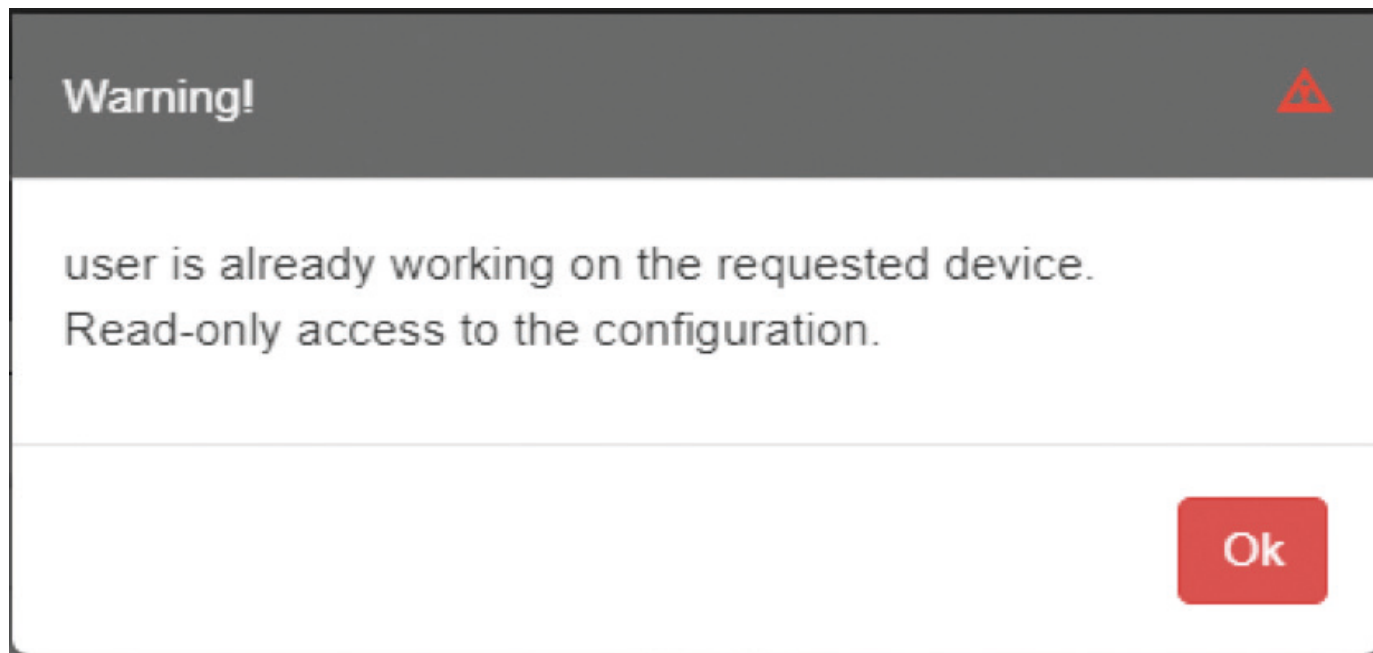 Warning!
user is already working on the requested device.
Read-only access to the configuration.
Ok